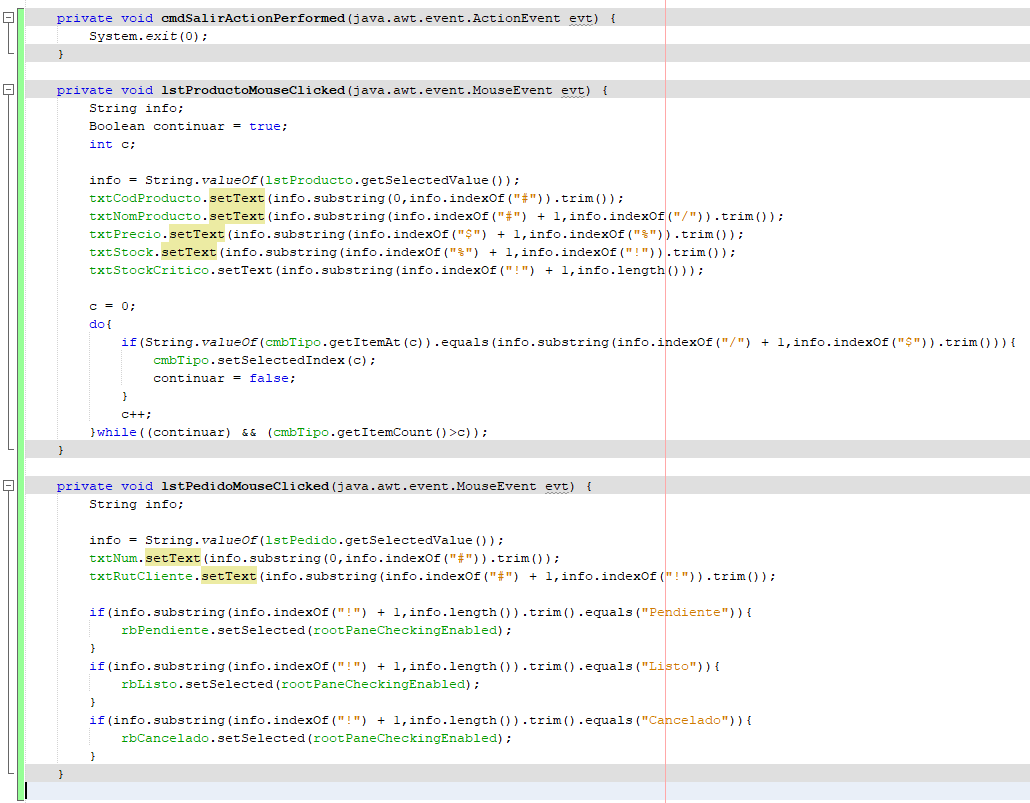 private void cmdSalirActionPerformed(java.awt.event.ActionEvent evt) {
System.exit(0);
}
private void lstProductoMouseClicked(java.awt.event.MouseEvent evt) {
String info;
Boolean continuar = true;
int c;
info = String.valueOf(lstProducto.getSelectedValue());
txtCodProducto.setText(info.substring(0,info.indexOf("#")).trim());
txtNomProducto.setText(info.substring(info.indexOf("#") + 1,info.indexOf("/")).trim());
txtPrecio.setText(info.substring(info.indexOf("$") + 1,info.indexOf("%")).trim());
txtStock.setText(info.substring(info.indexOf("%") + 1,info.indexOf("!")).trim());
txtStockCritico.setText(info.substring(info.indexOf("!") + 1,info.length()));
c = 0;
do{
if(String.valueOf(cmbTipo.getItemAt(c)).equals(info.substring(info.indexOf("/") + 1,info.indexOf("$")).trim())){
cmbTipo.setSelectedIndex(c);
continuar = false;
}
c++;
}while((continuar) && (cmbTipo.getItemCount()>c));
}
private void lstPedidoMouseClicked(java.awt.event.MouseEvent evt) {
String info;
info = String.valueOf(lstPedido.getSelectedValue());
txtNum.setText(info.substring(0,info.indexOf("#")).trim());
txtRutCliente.setText(info.substring(info.indexOf("#") + 1,info.indexOf("!")).trim());
if(info.substring(info.indexOf("!") + 1,info.length()).trim().equals("Pendiente")){
rbPendiente.setSelected(rootPaneCheckingEnabled);
}
if(info.substring(info.indexOf("!") + 1,info.length()).trim().equals("Listo")){
rbListo.setSelected(rootPaneCheckingEnabled);
}
if(info.substring(info.indexOf("!") + 1,info.length()).trim().equals("Cancelado")){
rbCancelado.setSelected(rootPaneCheckingEnabled);
}
}